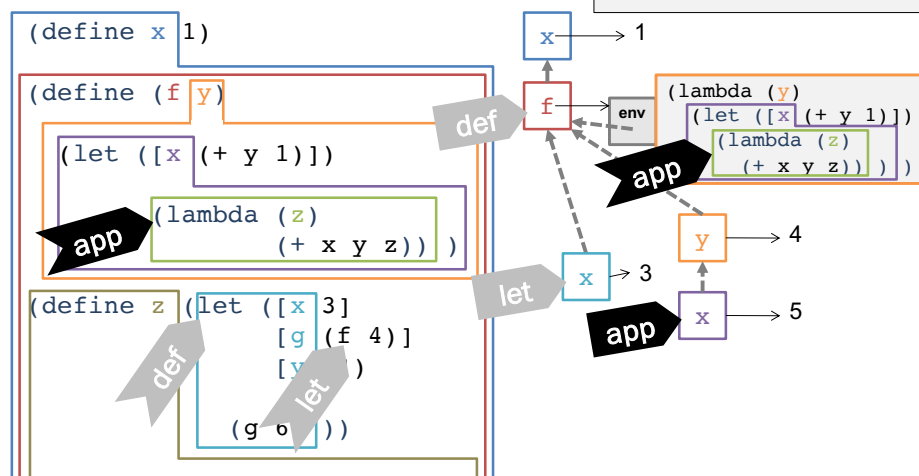 (define x 1)
(define (f y)
(let ([x (+ y 1)])
(lambda (z)
(+ x y z)) )
app
(define z (let ([x 3]
[g (f 4)]
[y )
(g 6 ))
def
let
x 1
def
f
env
(lambda (y)
(let ([x (+ y 1)])
(lambda (z)
(+ x y z)) ) )
app
y 4
let
x 3
app
x 5